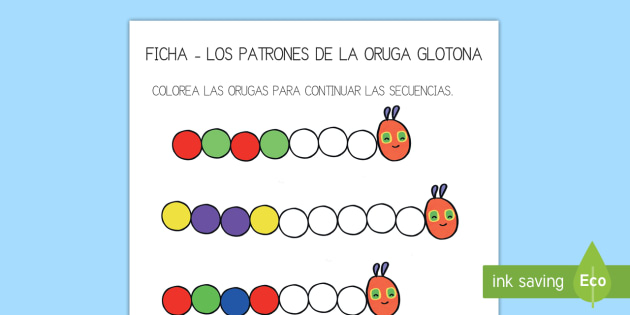 FICHA - LOS PATRONES DE LA ORUGA GLOTONA
COLOREA LAS ORUGAS PARA CONTINUAR LAS SECUENCIAS.
ink saving Eco